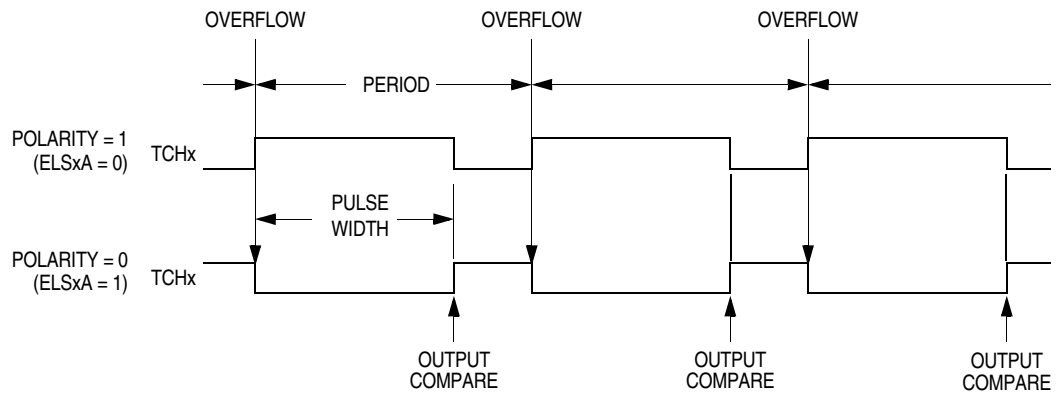 OVERFLOW
OVERFLOW
OVERFLOW
PERIOD
POLARITY = 1
(ELSxA = 0)
TCHx
PULSE
WIDTH
POLARITY = 0
(ELSxA = 1)
TCHx
OUTPUT
COMPARE
OUTPUT
COMPARE
OUTPUT
COMPARE